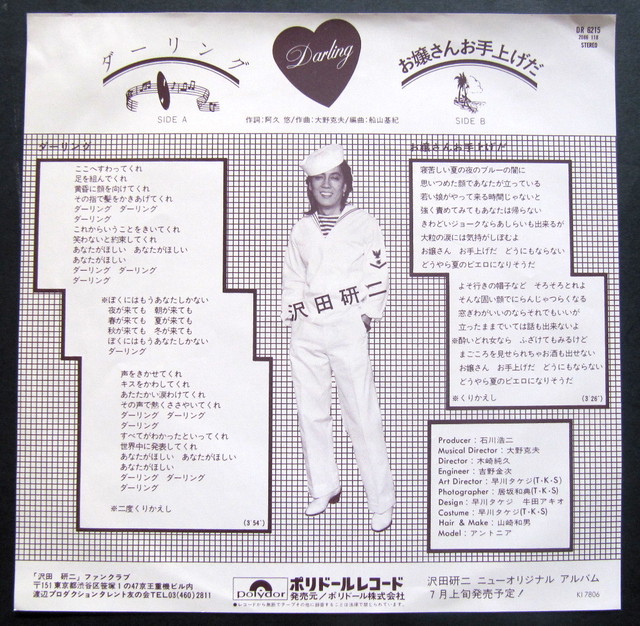 ダーリング
SIDE A
Darling
お嬢さんお手上げだ
SIDE B
DR 6215
STEREO
作詞/阿久 悠/作曲・大野克夫/編曲・船山基紀
ダーリング
ここへすわってくれ
足を組んでくれ
黄昏に顔を向けてくれ
その指で髪をかきあげてくれ
ダーリング ダーリング
ダーリング
これからいうことをきいてくれ
笑わないと約束してくれ
あなたがほしい あなたがほしい
あなたがほしい
ダーリング ダーリング
ダーリング
※ぼくにはもうあなたしかない
夜が来ても 朝が来ても
春が来ても 夏が来ても
秋が来ても 冬が来ても
ぼくにはもうあなたしかない
ダーリング
声をきかせてくれ
キスをかわしてくれ
あたたかい涙わけてくれ
その声で熱くささやいてくれ
ダーリング ダーリング
ダーリング
すべてがわかったといってくれ
世界中に発表してくれ
あなたがほしい あなたがほしい
あなたがほしい
ダーリング ダーリング
ダーリング
※二度くりかえし
(3´54˝)
沢田研二
お嬢さんお手上げだ
寝苦しい夏の夜のブルーの闇に
思いつめた顔であなたが立っている
若い娘がやって来る時間じゃないと
強く責めてみてもあなたは帰らない
きわどいジョークならあしらいも出来るが
大粒の涙には気持がしぼむよ
お嬢さん お手上げだ どうにもならない
どうやら夏のピエロになりそうだ
よそ行きの帽子など そろそろとれよ
そんな固い顔でにらんじゃつらくなる
窓ぎわがいいのならそれでもいいが
立ったままでいては話も出来ないよ
※酔いどれ女なら ふざけてもみるけど
まごころを見せられちゃお酒も出せない
お嬢さん お手上げだ どうにもならない
どうやら夏のピエロになりそうだ
※くりかえし
(3´26˝)
Producer : 石川浩二
Musical Director : 大野克夫
Director : 木崎純久
Engineer : 吉野金次
Art Director : 早川タケジ(T・K・S)
Photographer : 居坂和典(T・K・S)
Design : 早川タケジ 牛田アキオ
Costume : 早川タケジ(T・K・S)
Hair & Make : 山崎和男
Model : アントニア
「沢田 研二」ファンクラブ
〒151 東京都渋谷区笹塚1の47京王重機ビル内
渡辺プロダクションタレント友の会TEL03(460)2811
polydor
ポリドールレコード
発売元/ポリドール株式会社
沢田研二 ニューオリジナル アルバム
7月上旬発売予定!
KI 7806